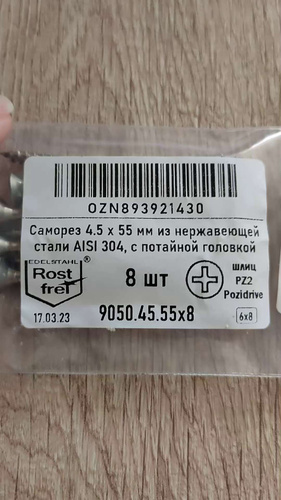 OZN893921430
Саморез 4.5 x 55 мм из нержавеющей
стали AISI 304, с потайной головкой
EDELSTAHL
Rost
frei
®
8 шт
шлиц
PZ2
Pozidrive
17.03.23
9050.45.55x8
6x8